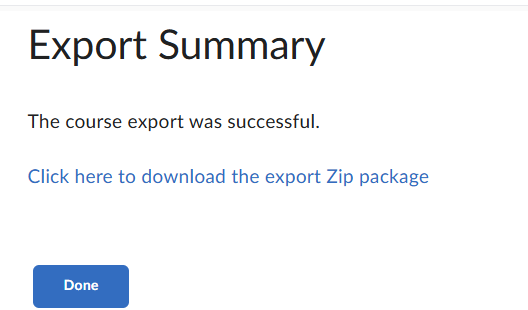 Export Summary
The course export was successful.
Click here to download the export Zip package
Done